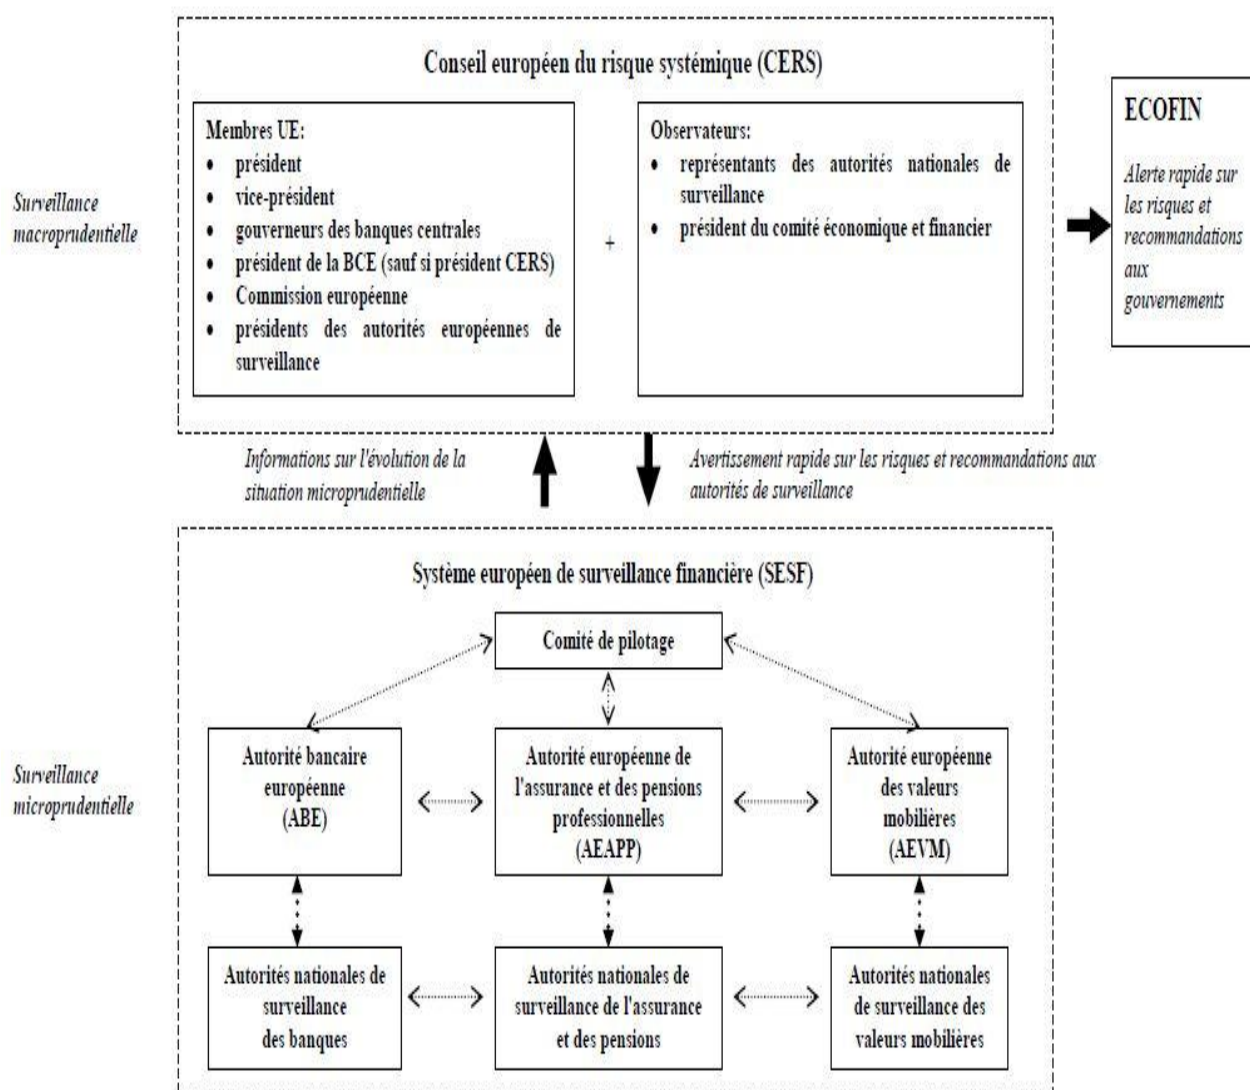 Conseil européen du risque systémique (CERS)
Membres UE:
• président
• vice-président
• gouverneurs des banques centrales
• président de la BCE (sauf si président CERS)
• Commission européenne
• présidents des autorités européennes de
surveillance
+
Observateurs:
• représentants des autorités nationales de
surveillance
• président du comité économique et financier
ECOFIN
Alerte rapide sur
les risques et
recommandations
aux
gouvernements
Surveillance
macroprudentielle
Informations sur l'évolution de la
situation microprudentielle
Avertissement rapide sur les risques et recommandations aux
autorités de surveillance
Système européen de surveillance financière (SESF)
Comité de pilotage
Surveillance
microprudentielle
Autorité bancaire
européenne
(ABE)
Autorité européenne de
l'assurance et des pensions
professionnelles
(AEAPP)
Autorité européenne
des valeurs
mobilières
(AEVM)
Autorités nationales de
surveillance
des banques
Autorités nationales de
surveillance de l'assurance
et des pensions
Autorités nationales
de surveillance des
valeurs mobilières